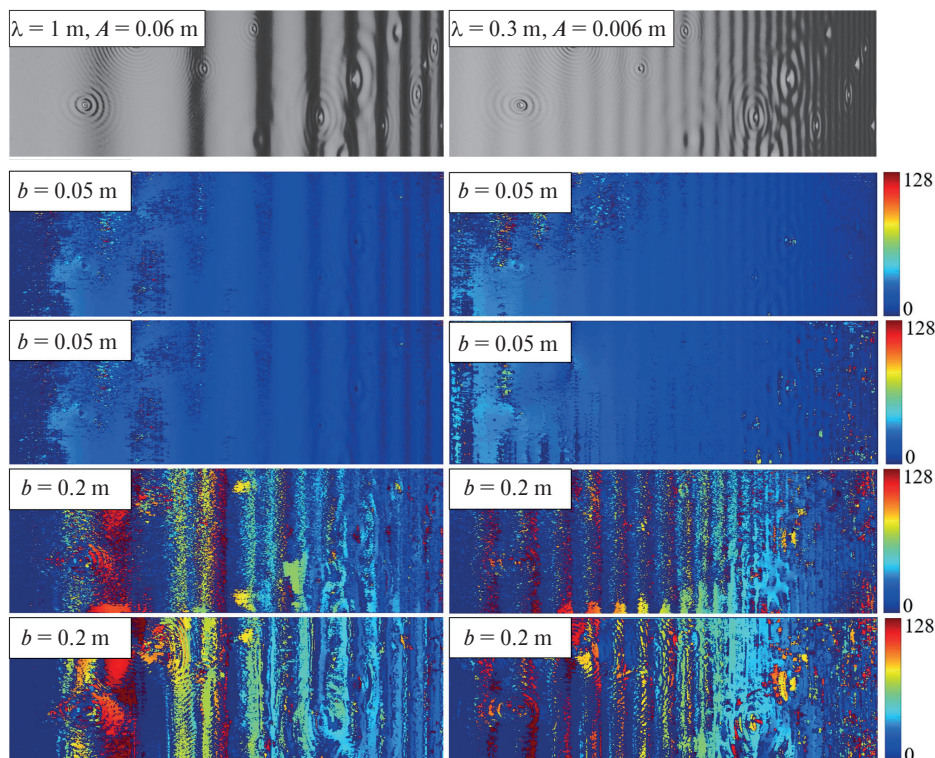 λ = 1 m, A = 0.06 m
λ = 0.3 m, A = 0.006 m
b = 0.05 m
b = 0.05 m
128
0
b = 0.05 m
b = 0.05 m
128
0
b = 0.2 m
b = 0.2 m
128
0
b = 0.2 m
b = 0.2 m
128
0